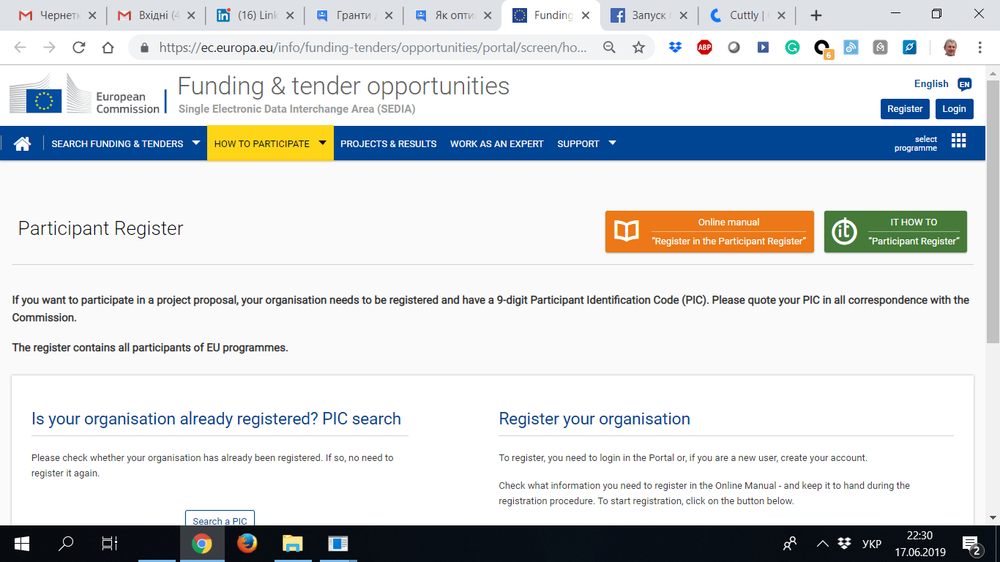 Чернетк
Вхідні (4
(16) Link
Гранти д
Як опти
Funding
Запуск
Cuttly |
https://ec.europa.eu/info/funding-tenders/opportunities/portal/screen/ho...
ABP
6
European
Commission
Funding & tender opportunities
Single Electronic Data Interchange Area (SEDIA)
English EN
Register Login
SEARCH FUNDING & TENDERS HOW TO PARTICIPATE PROJECTS & RESULTS WORK AS AN EXPERT SUPPORT
select
programme
Participant Register
Online manual
"Register in the Participant Register"
it
IT HOW TO
"Participant Register"
If you want to participate in a project proposal, your organisation needs to be registered and have a 9-digit Participant Identification Code (PIC). Please quote your PIC in all correspondence with the
Commission.
The register contains all participants of EU programmes.
Is your organisation already registered? PIC search
Please check whether your organisation has already been registered. If so, no need to
register it again.
Search a PIC
Register your organisation
To register, you need to login in the Portal or, if you are a new user, create your account.
Check what information you need to register in the Online Manual - and keep it to hand during the
registration procedure. To start registration, click on the button below.
УКР
22:30
17.06.2019
2